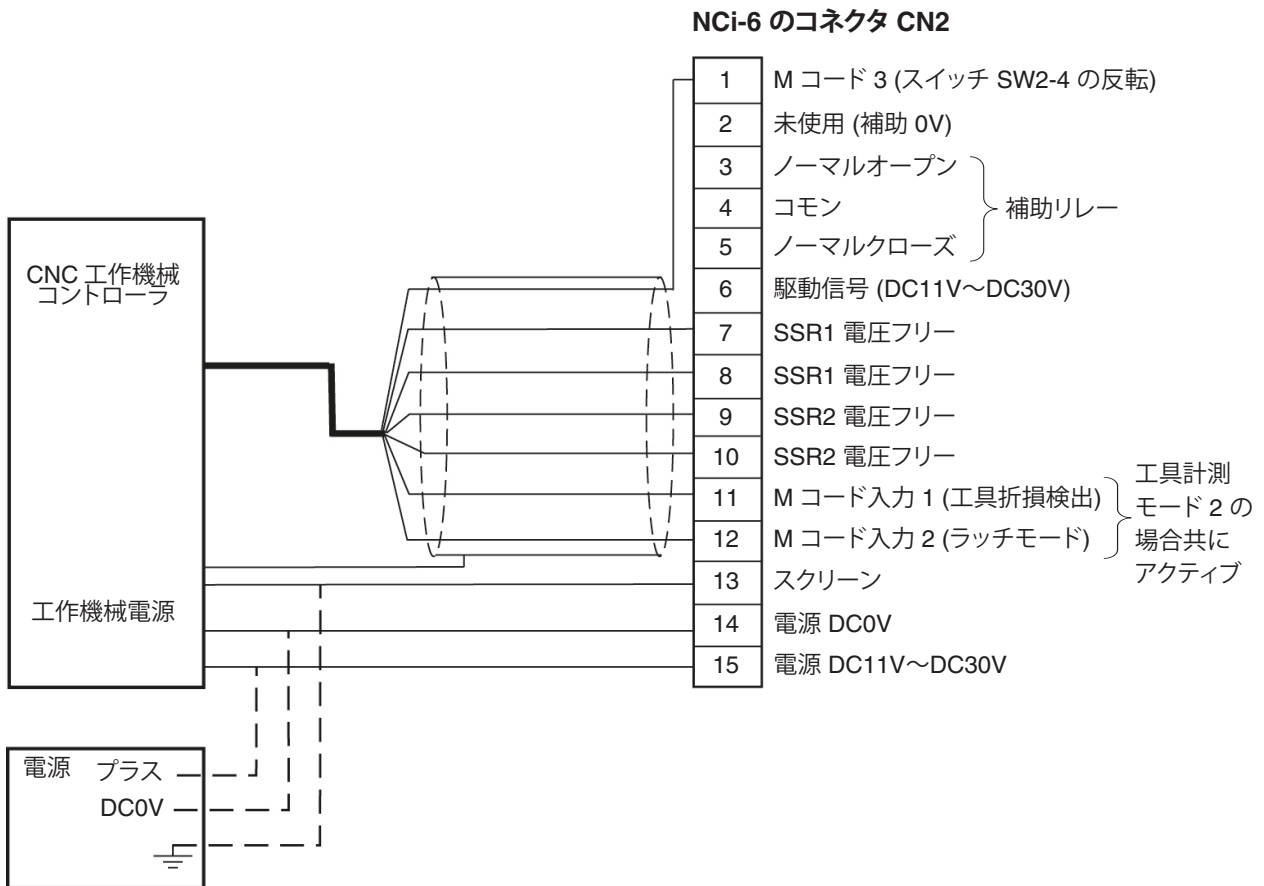 NCi-6 のコネクタ CN2
1 M コード 3 (スイッチ SW2-4 の反転)
2 未使用 (補助 0V)
3 ノーマルオープン
4 コモン
5 ノーマルクローズ
補助リレー
6 駆動信号 (DC11V～DC30V)
7 SSR1 電圧フリー
8 SSR1 電圧フリー
9 SSR2 電圧フリー
10 SSR2 電圧フリー
11 M コード入力 1 (工具折損検出)
12 M コード入力 2 (ラッチモード)
工具計測
モード 2 の
場合共に
アクティブ
13 スクリーン
14 電源 DC0V
15 電源 DC11V～DC30V
CNC 工作機械
コントローラ
工作機械電源
電源 プラス
DC0V